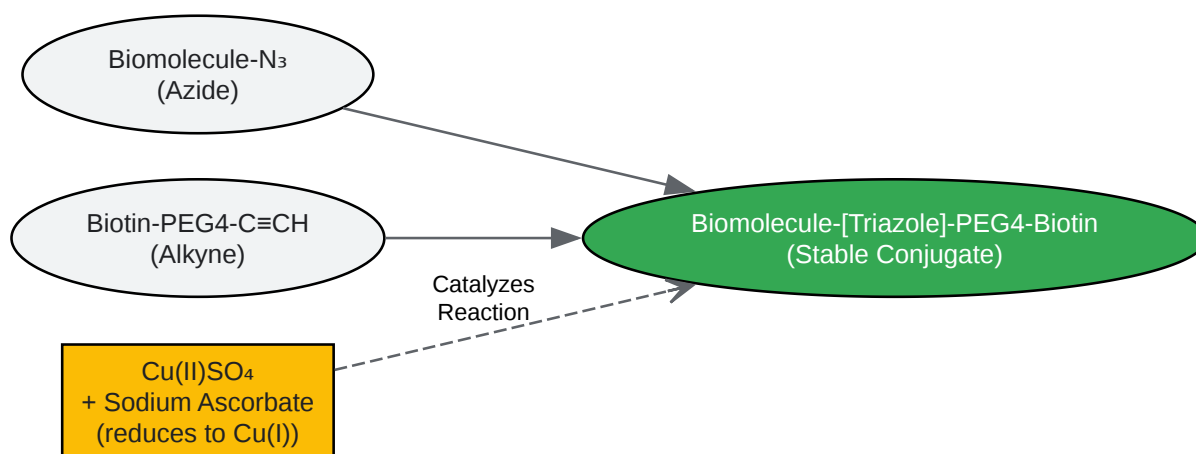 Biomolecule-N₃
(Azide)
Biotin-PEG4-C≡CH
(Alkyne)
Biomolecule-[Triazole]-PEG4-Biotin
(Stable Conjugate)
Catalyzes
Reaction
Cu(II)SO₄
+ Sodium Ascorbate
(reduces to Cu(I))